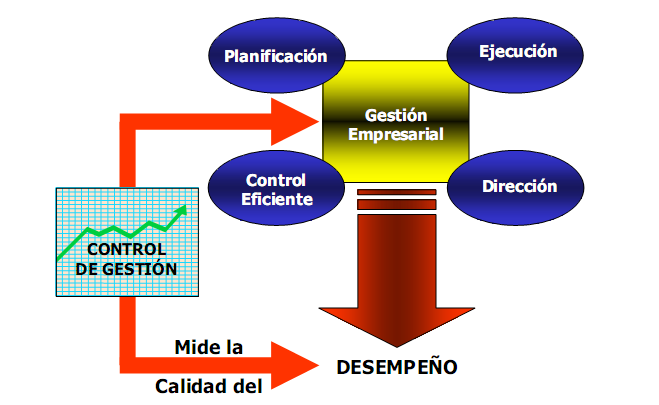 Planificación
Ejecución
Gestión
Empresarial
Control
Eficiente
Dirección
CONTROL
DE GESTIÓN
Mide la
Calidad del
DESEMPEÑO